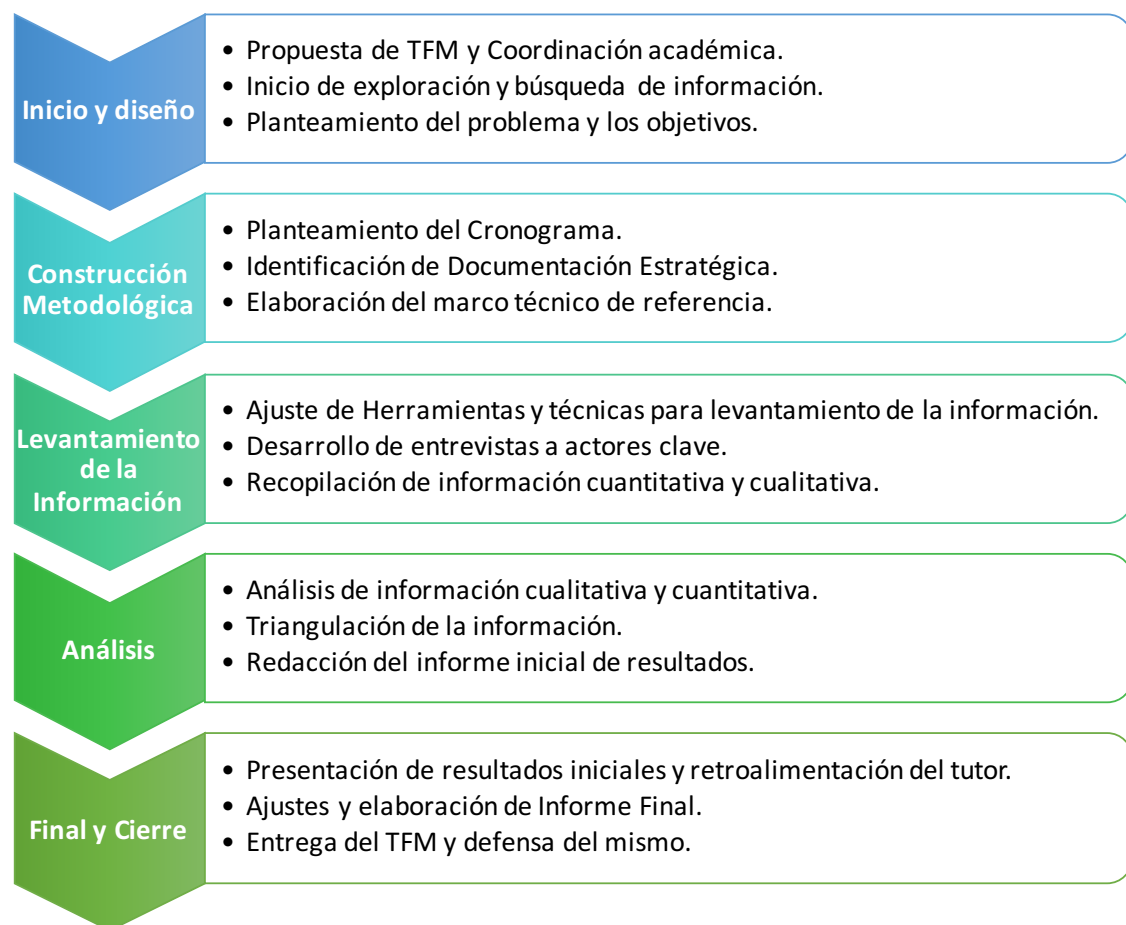 Inicio y diseño
• Propuesta de TFM y Coordinación académica.
• Inicio de exploración y búsqueda de información.
• Planteamiento del problema y los objetivos.
Construcción
Metodológica
• Planteamiento del Cronograma.
• Identificación de Documentación Estratégica.
• Elaboración del marco técnico de referencia.
Levantamiento
de la
Información
• Ajuste de Herramientas y técnicas para levantamiento de la información.
• Desarrollo de entrevistas a actores clave.
• Recopilación de información cuantitativa y cualitativa.
Análisis
• Análisis de información cualitativa y cuantitativa.
• Triangulación de la información.
• Redacción del informe inicial de resultados.
Final y Cierre
• Presentación de resultados iniciales y retroalimentación del tutor.
• Ajustes y elaboración de Informe Final.
• Entrega del TFM y defensa del mismo.